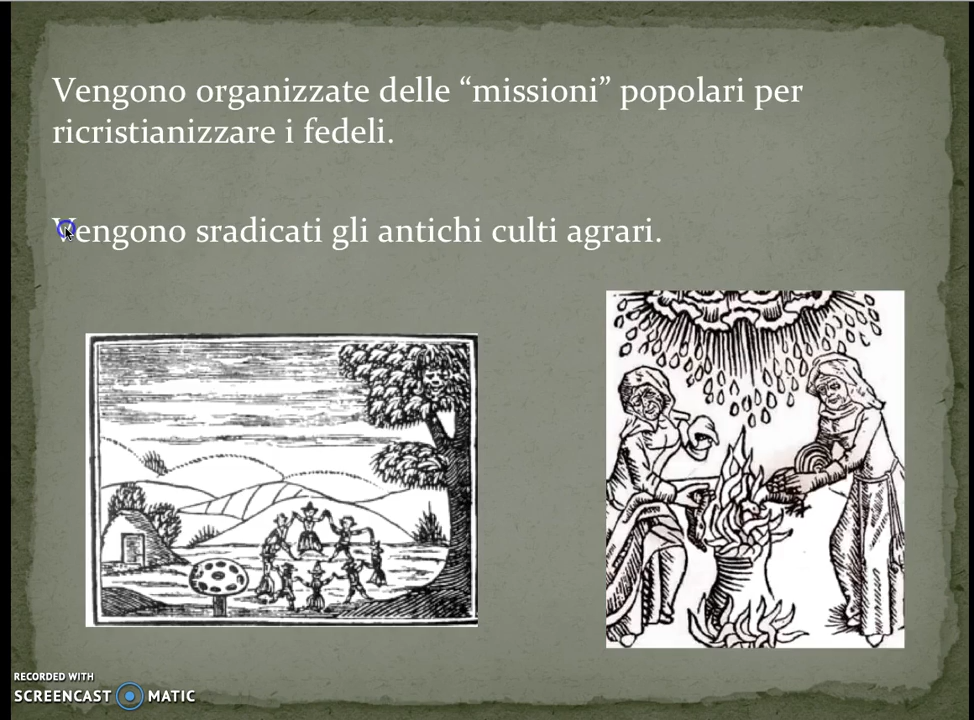 Vengono organizzate delle “missioni” popolari per
ricristianizzare i fedeli.
Vengono sradicati gli antichi culti agrari.
RECORDED WITH
SCREENCAST MATIC